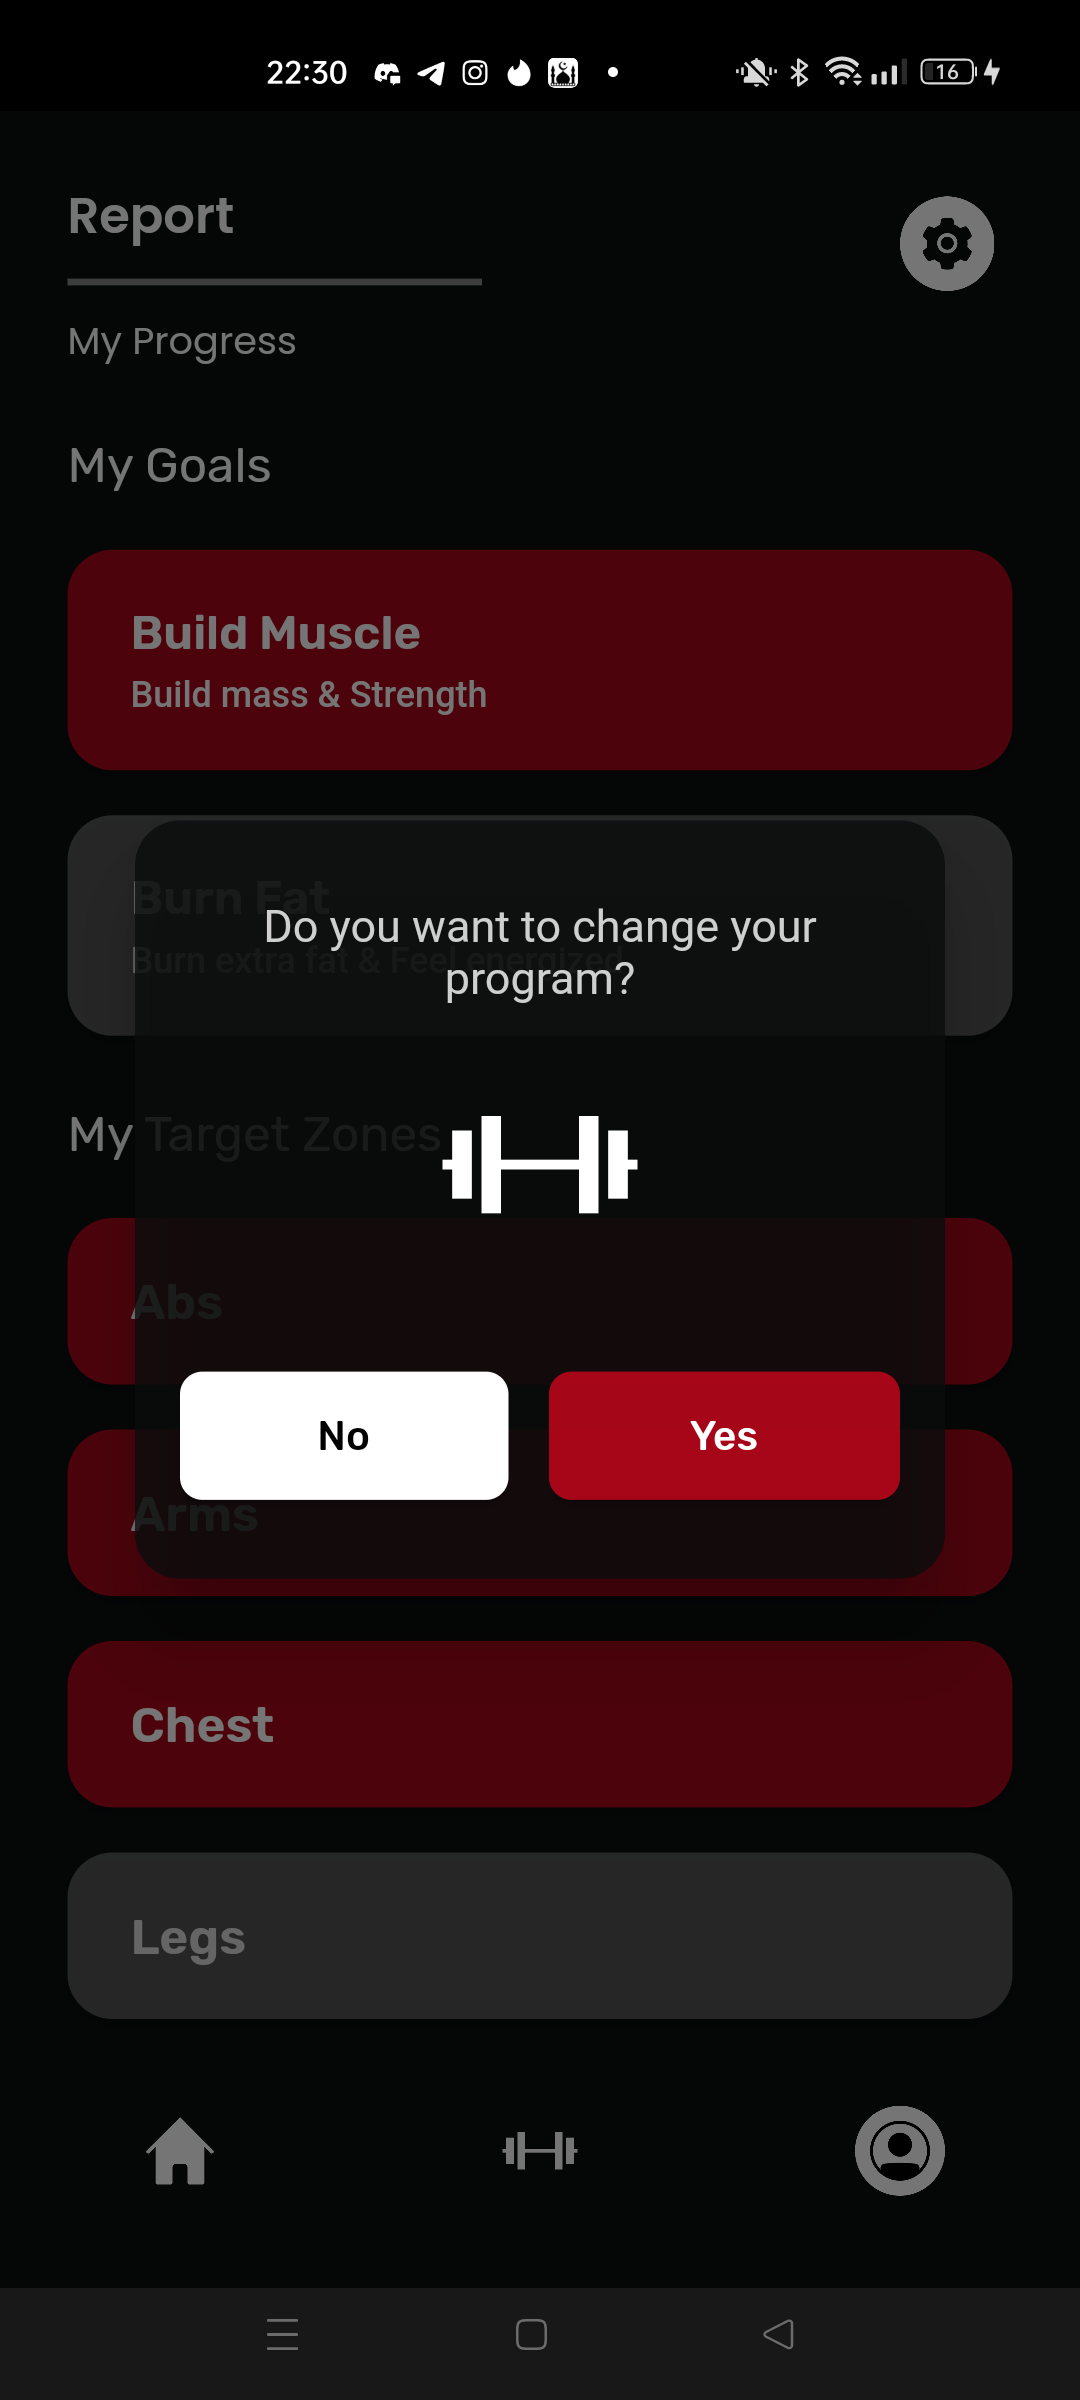 22:30
16
Report
My Progress
My Goals
Build Muscle
Build mass & Strength
Burn Fat
Burn extra fat & Feel energized
Do you want to change your
program?
My Target Zones
Abs
No
Yes
Arms
Chest
Legs